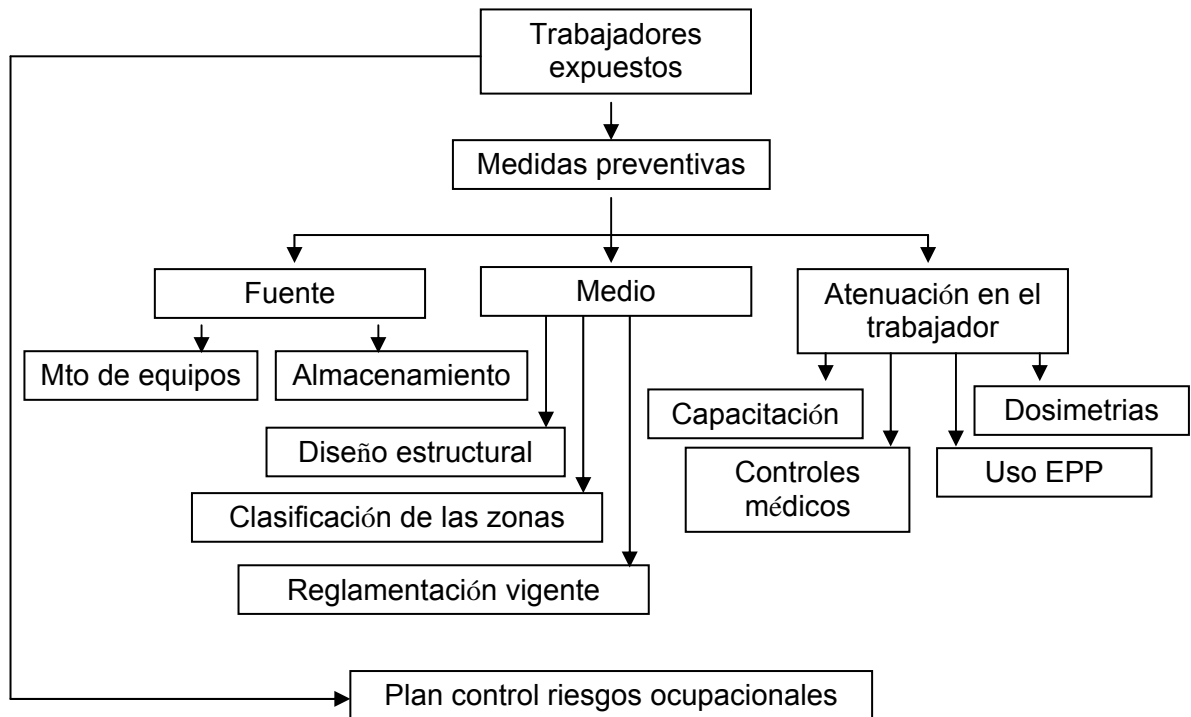 Trabajadores
expuestos
Medidas preventivas
Fuente
Medio
Atenuación en el
trabajador
Mto de equipos
Almacenamiento
Capacitación
Dosimetrias
Diseño estructural
Controles
médicos
Uso EPP
Clasificación de las zonas
Reglamentación vigente
Plan control riesgos ocupacionales